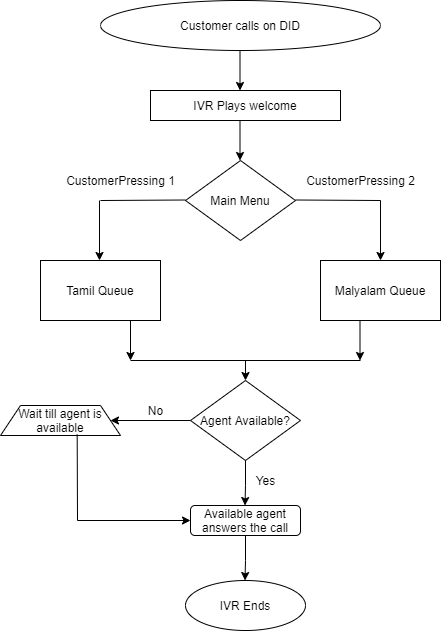 Customer calls on DID
IVR Plays welcome
CustomerPressing 1
CustomerPressing 2
Main Menu
Tamil Queue
Malyalam Queue
Wait till agent is
available
No
Agent Available?
Yes
Available agent
answers the call
IVR Ends